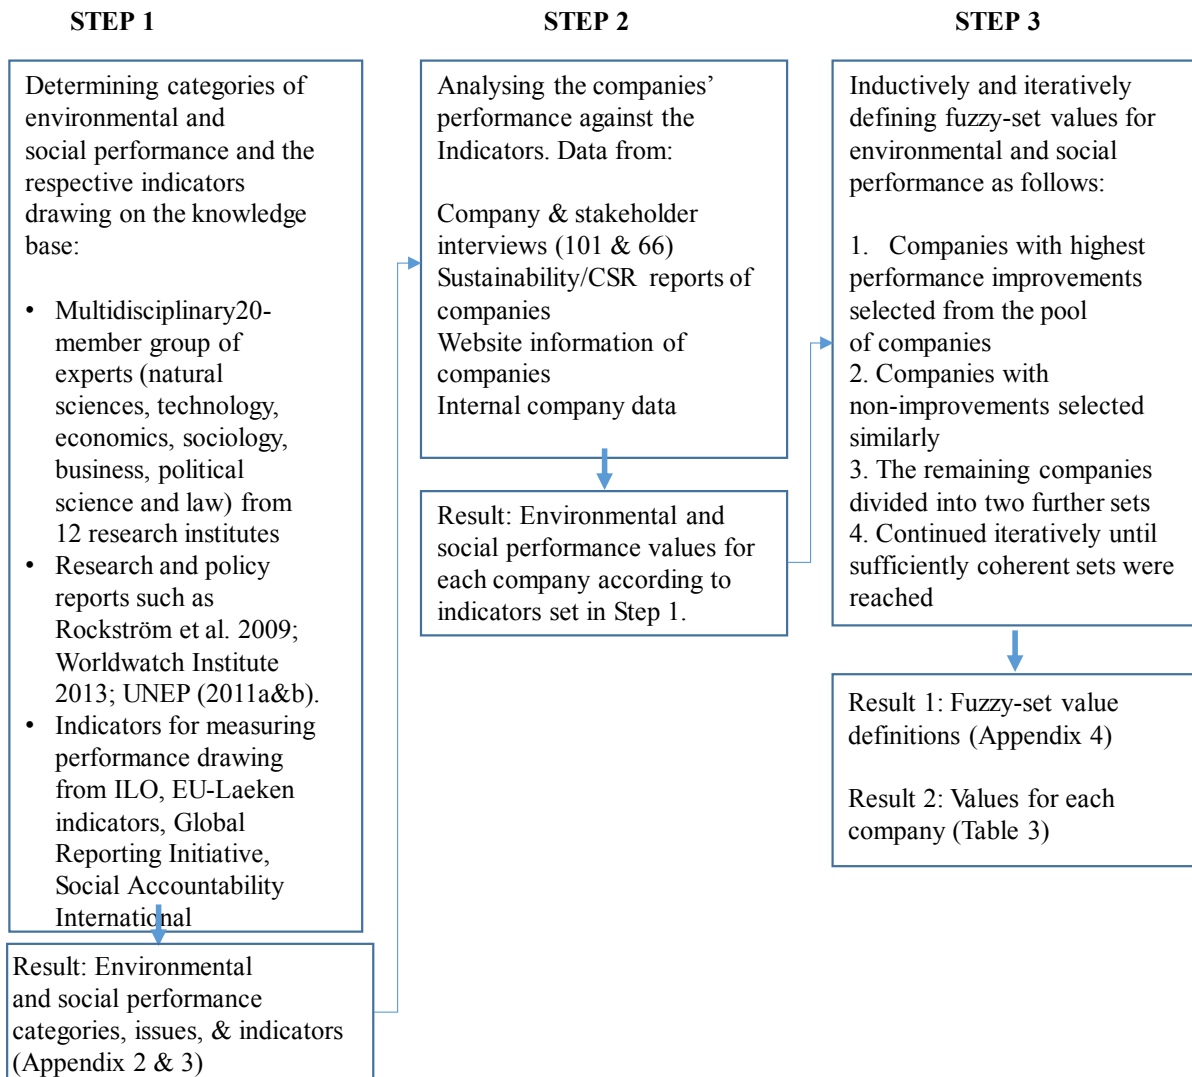 STEP 1
Determining categories of
environmental and
social performance and the
respective indicators
drawing on the knowledge
base:
• Multidisciplinary20-
member group of
experts (natural
sciences, technology,
economics, sociology,
business, political
science and law) from
12 research institutes
• Research and policy
reports such as
Rockström et al. 2009;
Worldwatch Institute
2013; UNEP (2011a&b).
• Indicators for measuring
performance drawing
from ILO, EU-Laeken
indicators, Global
Reporting Initiative,
Social Accountability
International
Result: Environmental
and social performance
categories, issues, & indicators
(Appendix 2 & 3)
STEP 2
Analysing the companies’
performance against the
Indicators. Data from:
Company & stakeholder
interviews (101 & 66)
Sustainability/CSR reports of
companies
Website information of
companies
Internal company data
Result: Environmental and
social performance values for
each company according to
indicators set in Step 1.
STEP 3
Inductively and iteratively
defining fuzzy-set values for
environmental and social
performance as follows:
1. Companies with highest
performance improvements
selected from the pool
of companies
2. Companies with
non-improvements selected
similarly
3. The remaining companies
divided into two further sets
4. Continued iteratively until
sufficiently coherent sets were
reached
Result 1: Fuzzy-set value
definitions (Appendix 4)
Result 2: Values for each
company (Table 3)